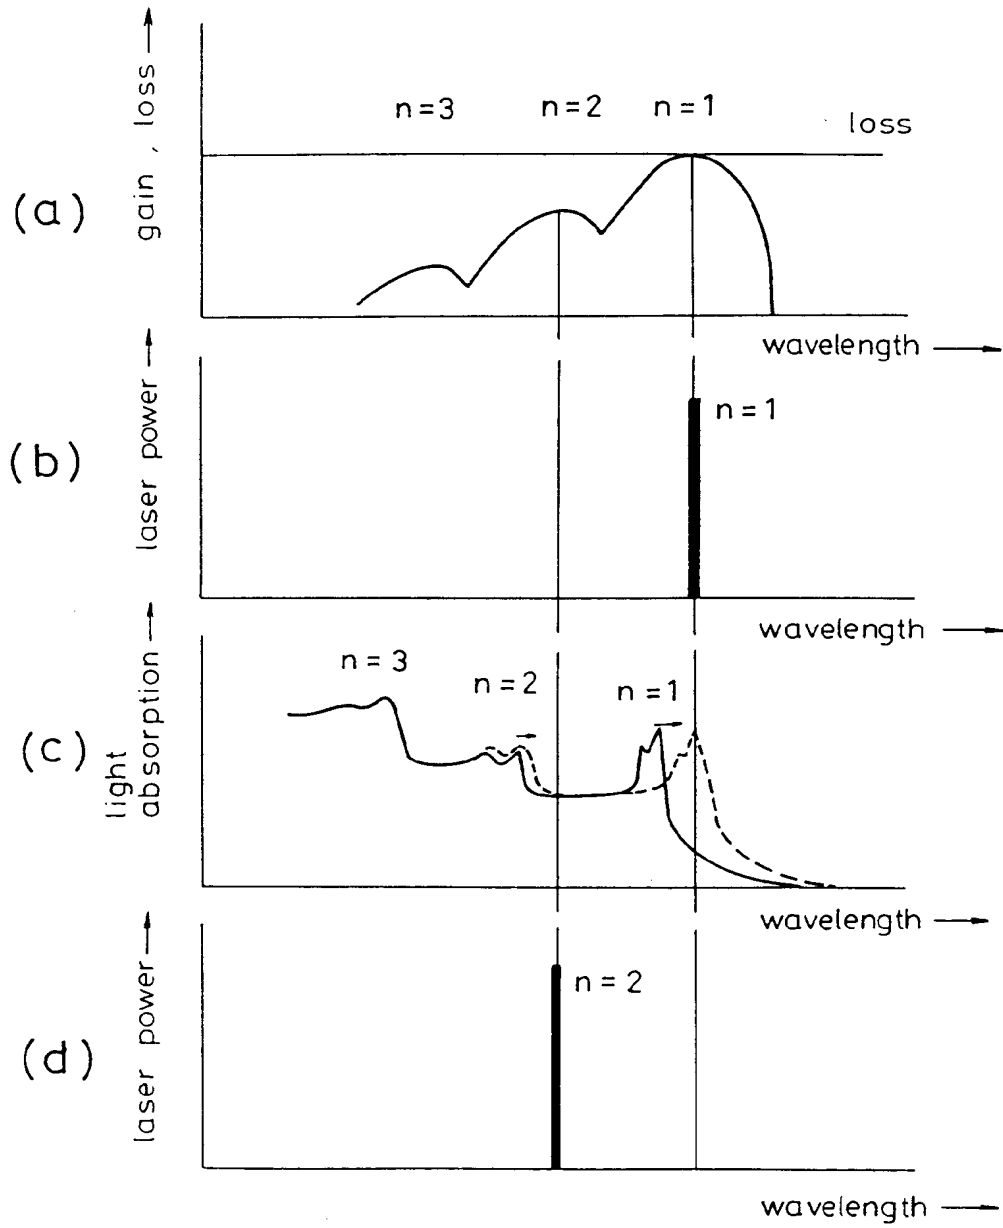 (a)
gain, loss
n=3
n=2
n=1
loss
wavelength
(b)
laser power
n=1
wavelength
(c)
light
absorption
n=3
n=2
n=1
wavelength
(d)
laser power
n=2
wavelength